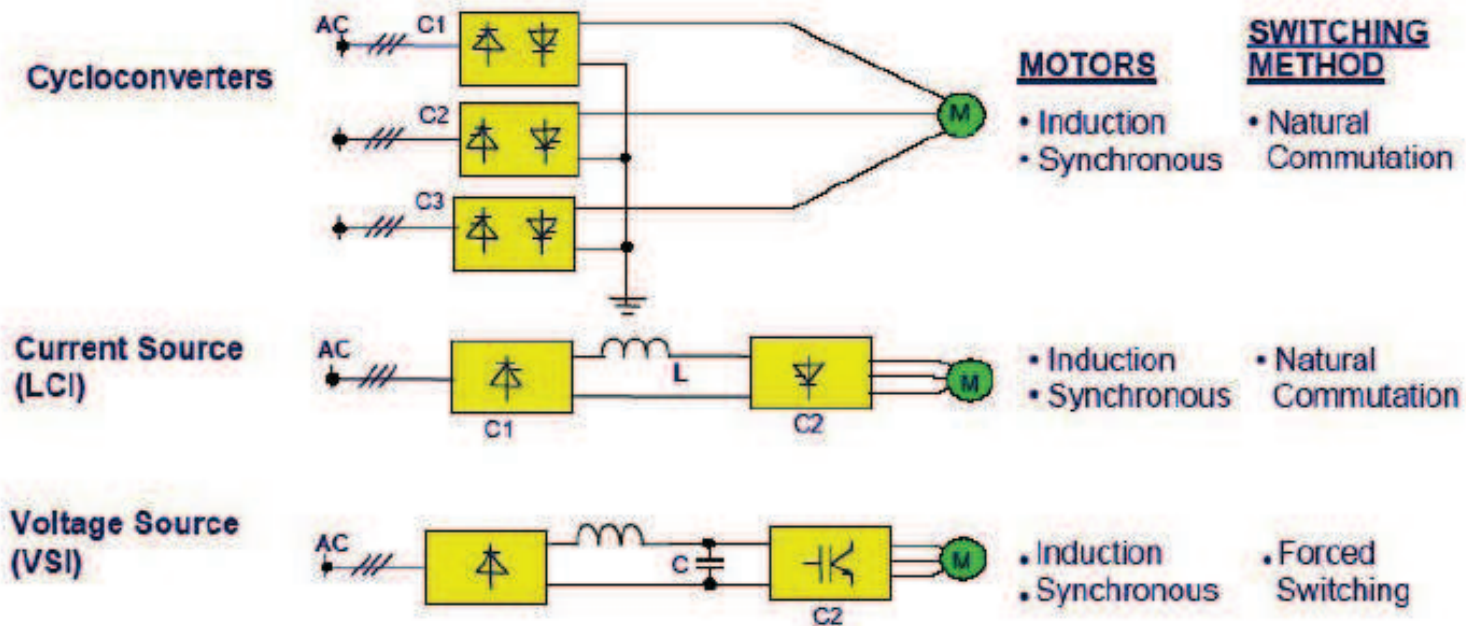 AC
C1
Cycloconverters
C2
C3
M
MOTORS
• Induction
• Synchronous
SWITCHING
METHOD
• Natural
Commutation
Current Source
(LCI)
AC
C1
L
C2
M
• Induction
• Synchronous
• Natural
Commutation
Voltage Source
(VSI)
AC
C
C2
M
• Induction
• Synchronous
• Forced
Switching